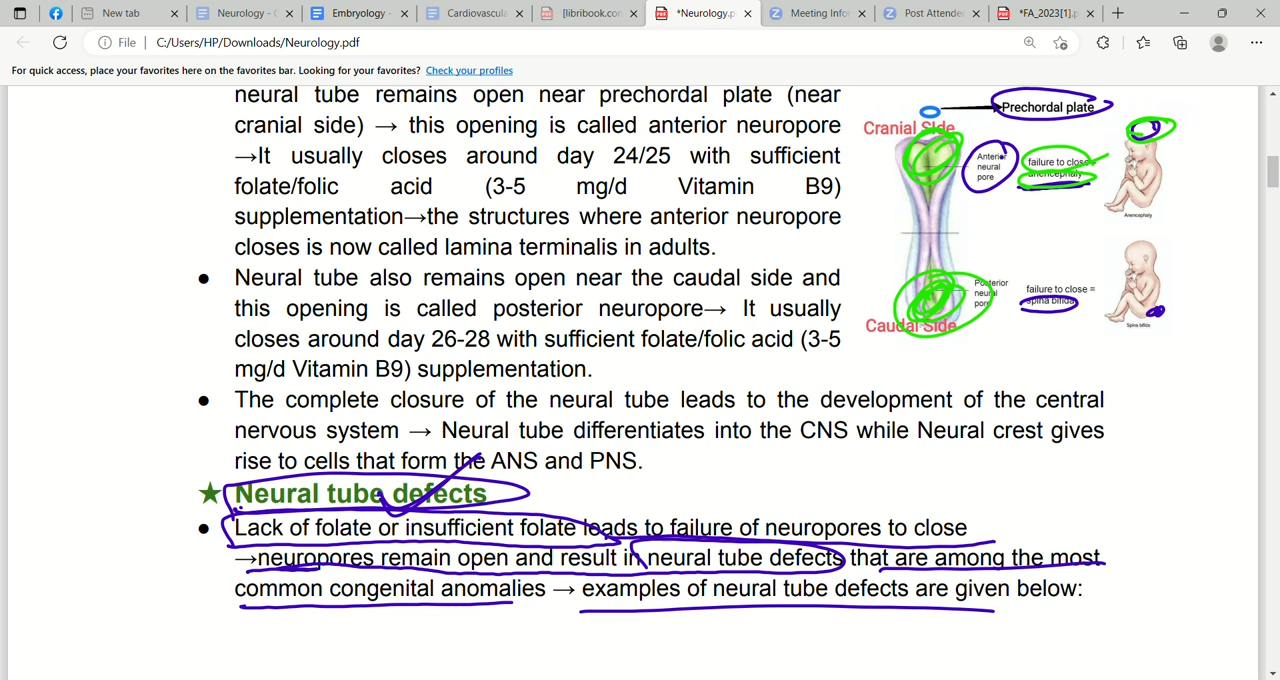 New tab
Neurology - G
Embryology -
Cardiovascula
[libribook.con
*Neurology.p
Meeting Infor
Post Attendee
*FA_2023[1].p
File
C:/Users/HP/Downloads/Neurology.pdf
For quick access, place your favorites here on the favorites bar. Looking for your favorites? Check your profiles
neural tube remains open near prechordal plate (near
cranial side) → this opening is called anterior neuropore
→It usually closes around day 24/25 with sufficient
folate/folic acid (3-5 mg/d Vitamin B9)
supplementation→the structures where anterior neuropore
closes is now called lamina terminalis in adults.
Prechordal plate
Cranial Side
Anterior
neural
pore
failure to close =
anencephaly
Anencephaly
● Neural tube also remains open near the caudal side and
this opening is called posterior neuropore→ It usually
closes around day 26-28 with sufficient folate/folic acid (3-5
mg/d Vitamin B9) supplementation.
Posterior
neural
pore
failure to close =
spina bifida
Spina bifida
Caudal Side
● The complete closure of the neural tube leads to the development of the central
nervous system → Neural tube differentiates into the CNS while Neural crest gives
rise to cells that form the ANS and PNS.
★ Neural tube defects
● Lack of folate or insufficient folate leads to failure of neuropores to close
→neuropores remain open and result in neural tube defects that are among the most
common congenital anomalies → examples of neural tube defects are given below: